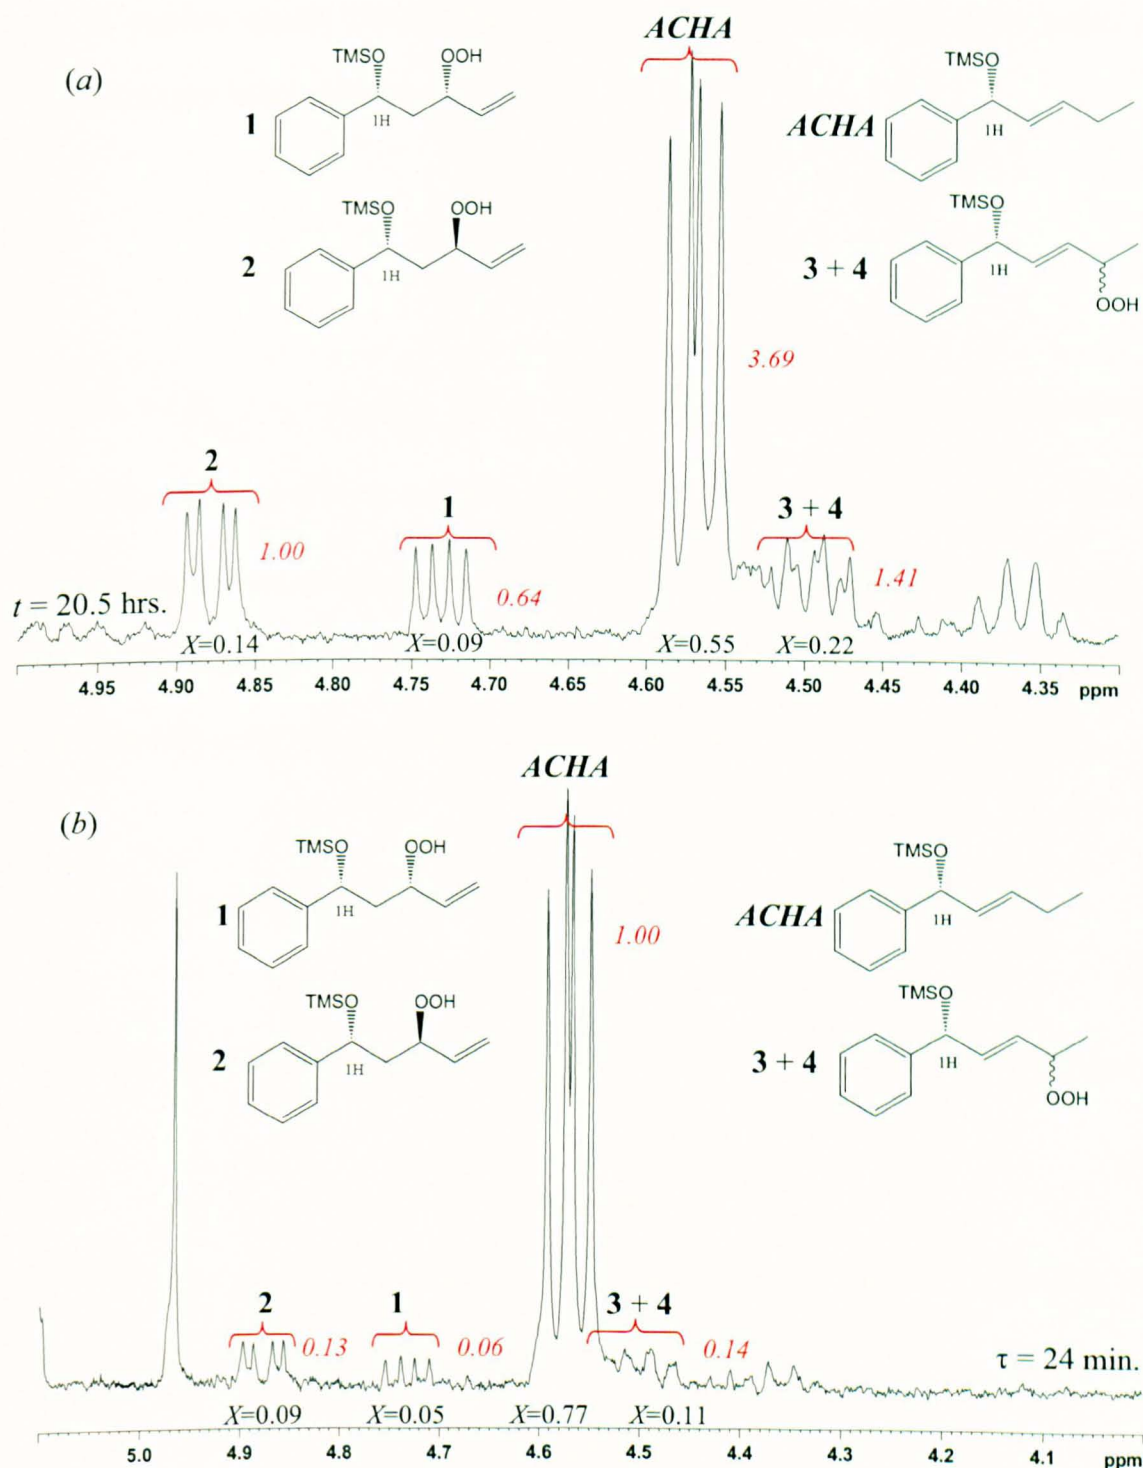 ACHA
(a)
TMSO OOH
1
1H
TMSO
ACHA
1H
TMSO OOH
2
1H
TMSO
3 + 4
1H
OOH
3.69
2
1.00
1
0.64
3 + 4
1.41
t = 20.5 hrs.
X=0.14 X=0.09 X=0.55 X=0.22
4.95 4.90 4.85 4.80 4.75 4.70 4.65 4.60 4.55 4.50 4.45 4.40 4.35 ppm
ACHA
(b)
TMSO OOH
1
1H
TMSO
ACHA
1H
1.00
TMSO OOH
2
1H
TMSO
3 + 4
1H
OOH
2
0.13
1
0.06
3 + 4
0.14
τ = 24 min.
X=0.09 X=0.05 X=0.77 X=0.11
5.0 4.9 4.8 4.7 4.6 4.5 4.4 4.3 4.2 4.1 ppm